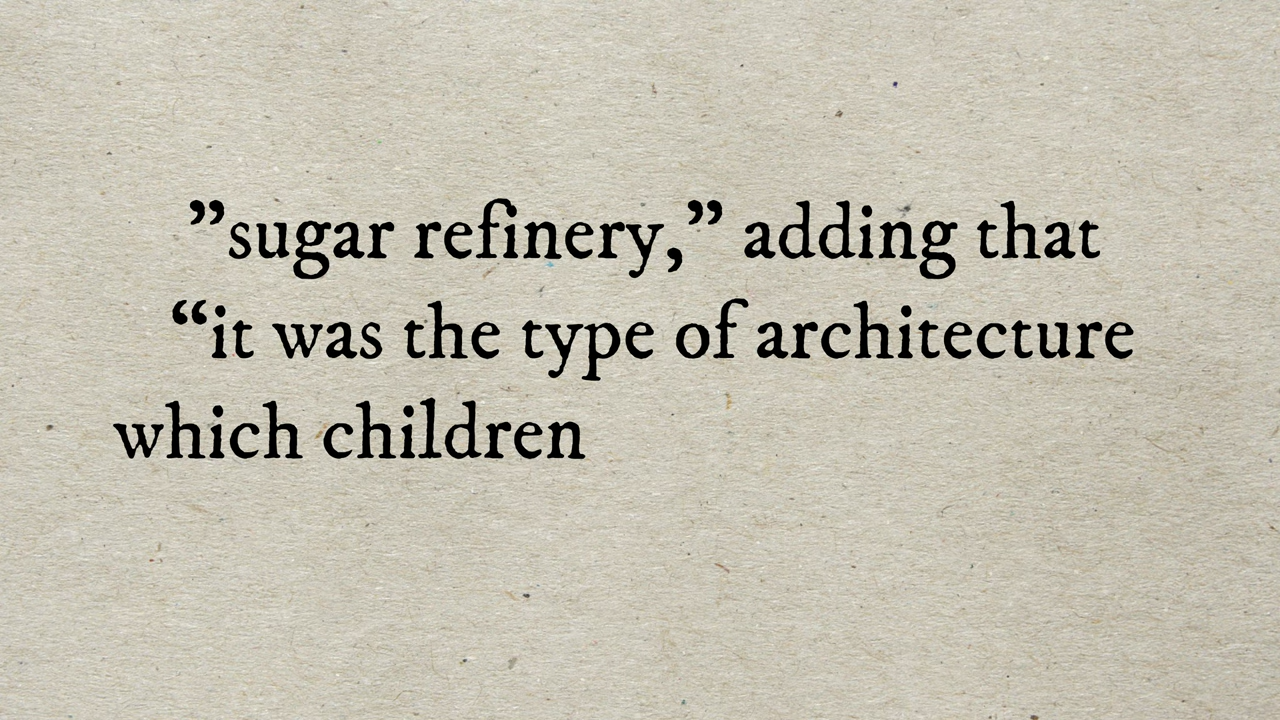 ”sugar refinery,” adding that
“it was the type of architecture
which children